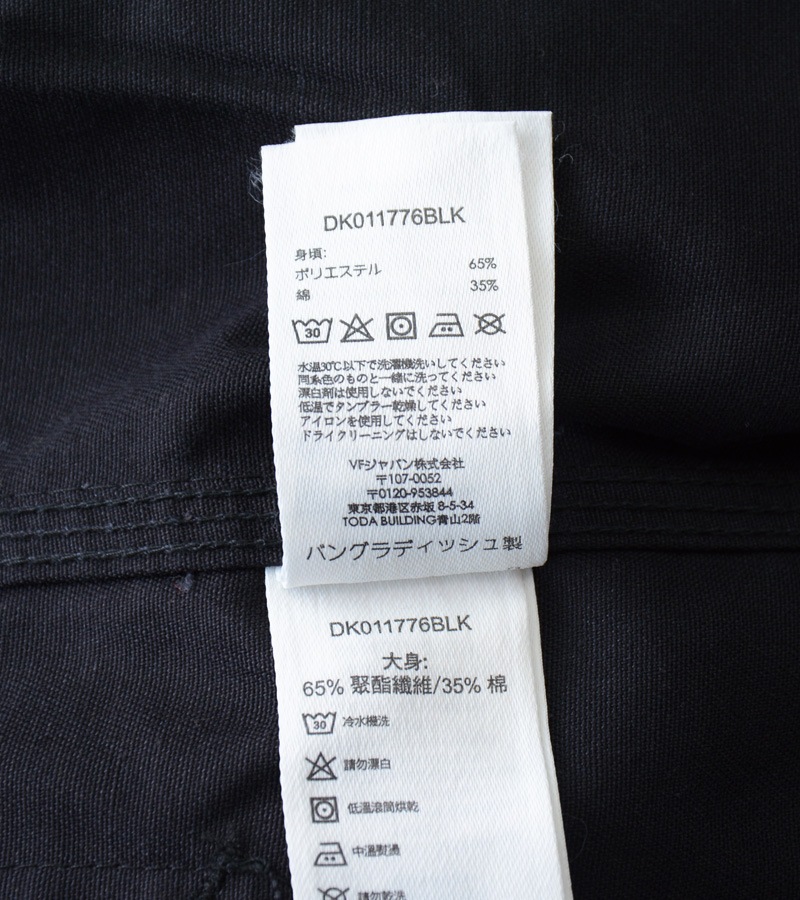 DK011776BLK
身頃:
ポリエステル 65%
綿 35%
30
水温30℃以下で洗濯機洗いしてください
同系色のものと一緒に洗ってください
漂白剤は使用しないでください
低温でタンブラー乾燥してください
アイロンを使用してください
ドライクリーニングはしないでください
VFジャパン株式会社
〒107-0052
〒0120-953844
東京都港区赤坂 8-5-34
TODA BUILDING青山2階
バングラディッシュ製
DK011776BLK
大身:
65% 聚酯纖維/35% 棉
30 冷水機洗
請勿漂白
低溫滾筒烘乾
中溫熨燙
請勿乾洗